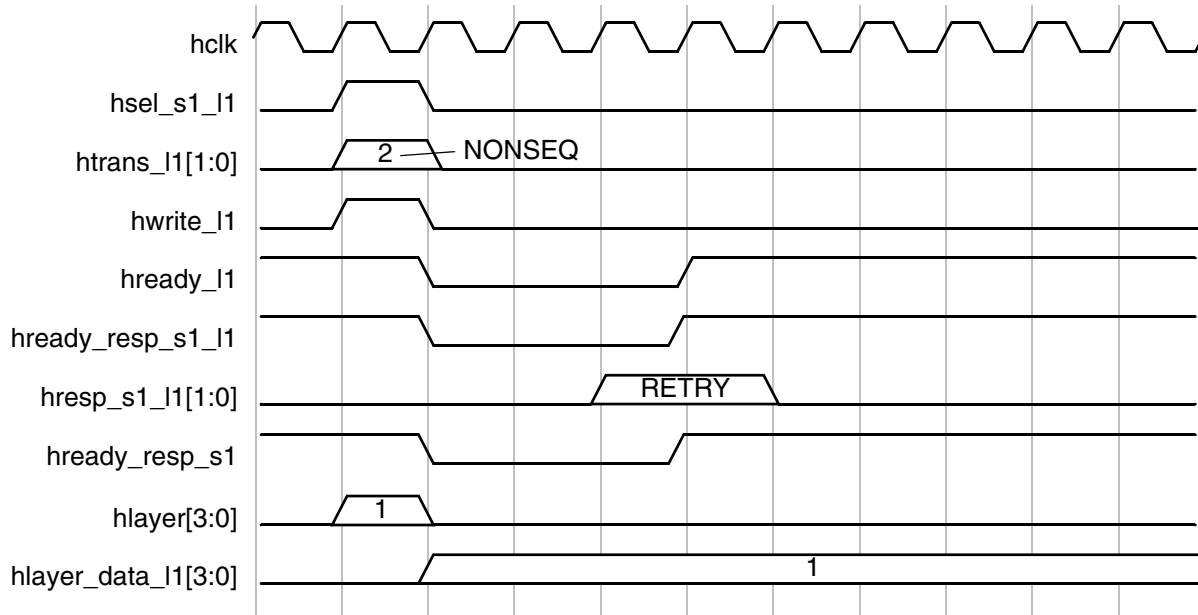 hclk
hsel_s1_l1
htrans_l1[1:0] 2 NONSEQ
hwrite_l1
hready_l1
hready_resp_s1_l1
hresp_s1_l1[1:0] RETRY
hready_resp_s1
hlayer[3:0] 1
hlayer_data_l1[3:0] 1